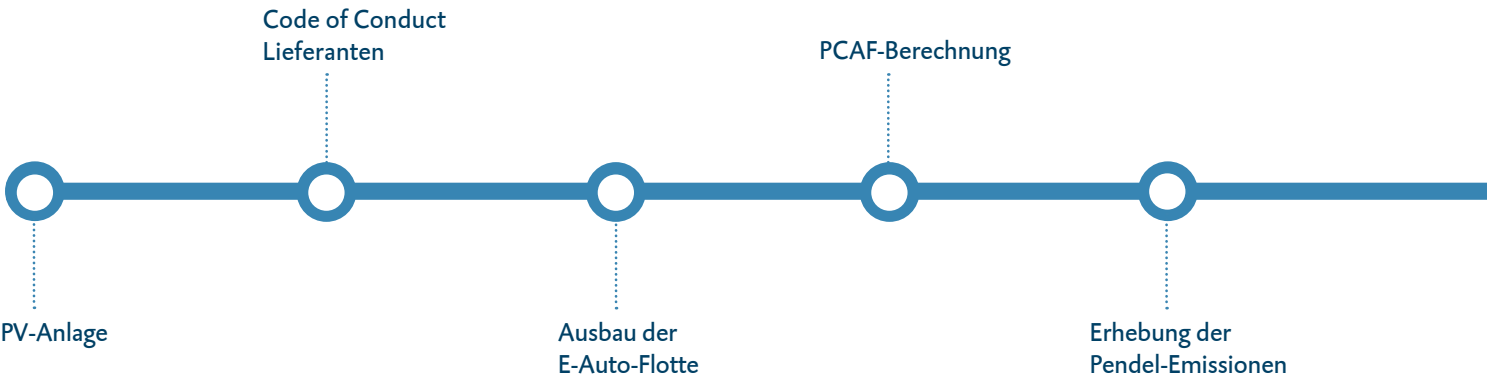 Code of Conduct
Lieferanten
PCAF-Berechnung
PV-Anlage
Ausbau der
E-Auto-Flotte
Erhebung der
Pendel-Emissionen